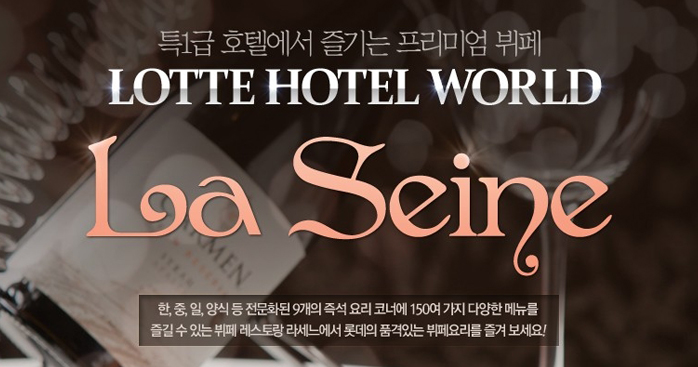 특1급 호텔에서 즐기는 프리미엄 뷔페
LOTTE HOTEL WORLD
La Seine
CARMEN
한, 중, 일, 양식 등 전문화된 9개의 즉석 요리 코너에 150여 가지 다양한 메뉴를
즐길 수 있는 뷔페 레스토랑 라세느에서 롯데의 품격있는 뷔페요리를 즐겨 보세요!